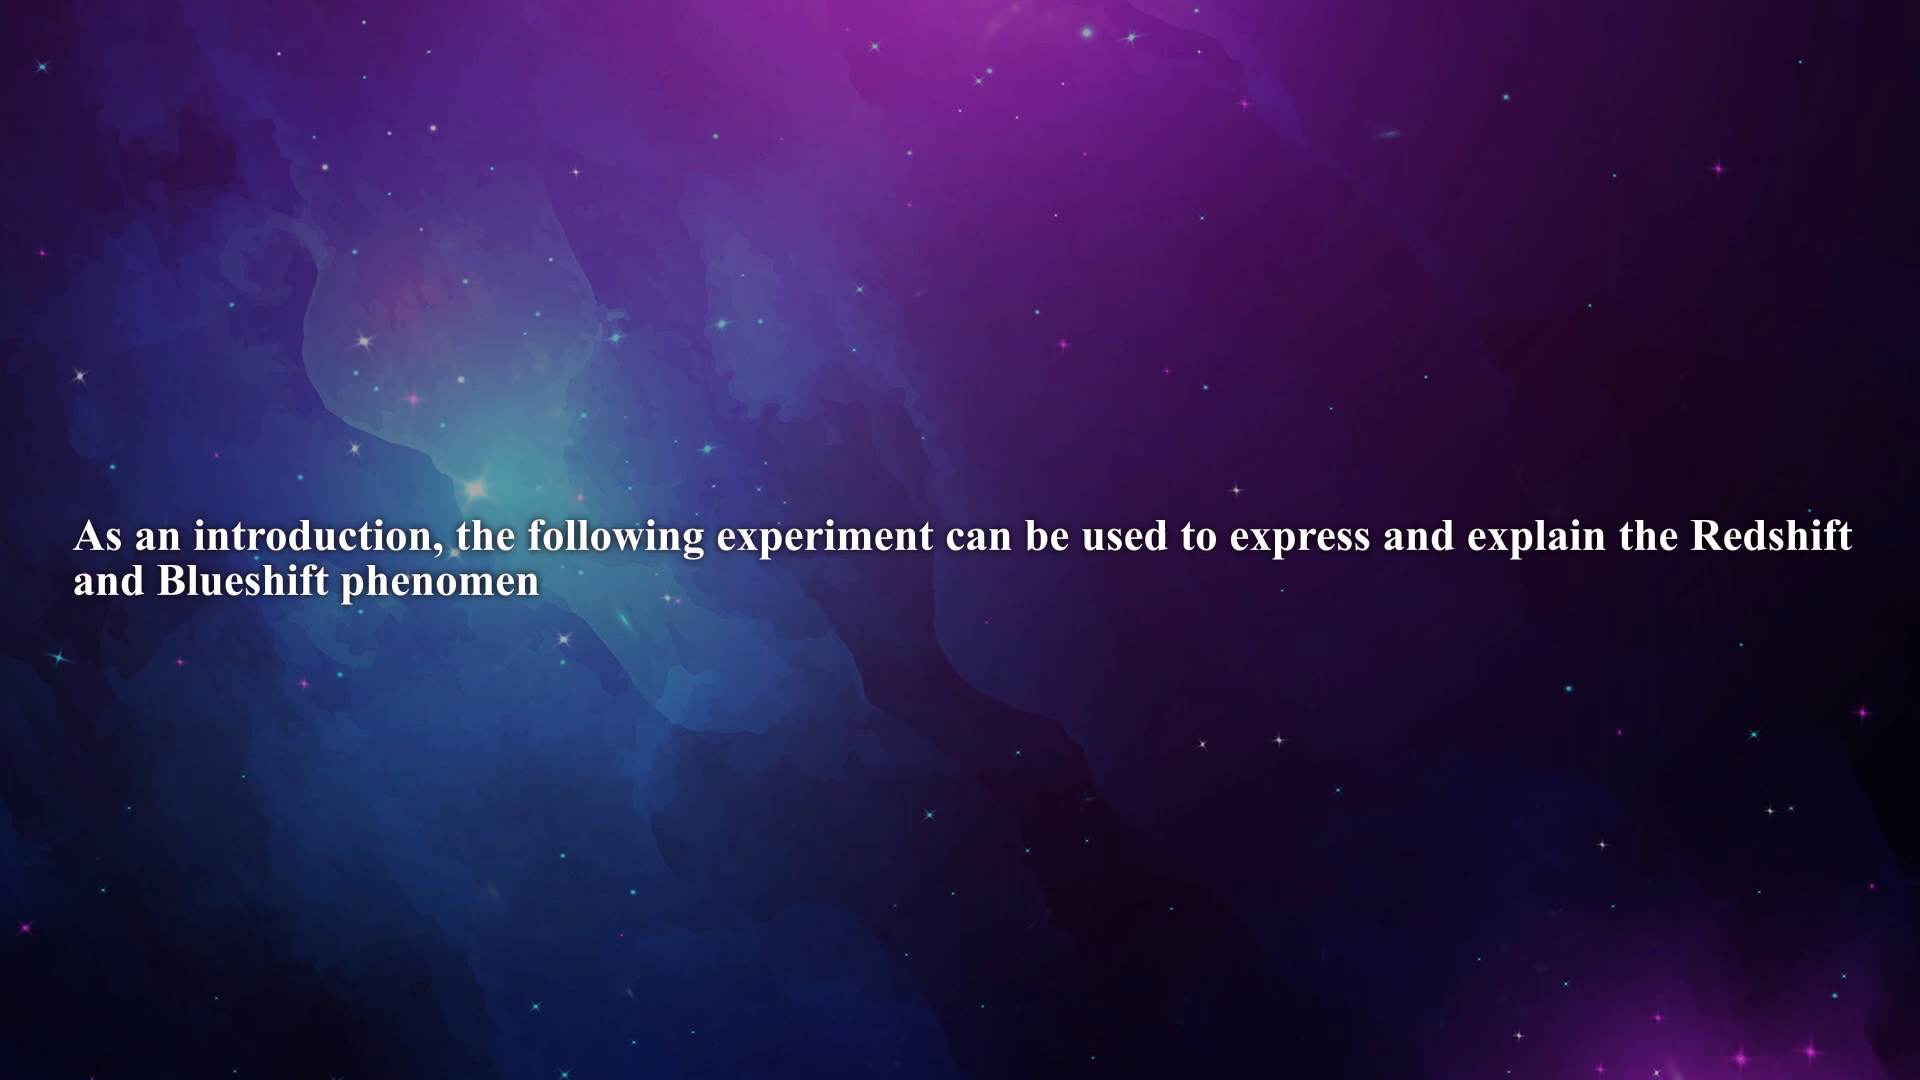 As an introduction, the following experiment can be used to express and explain the Redshift
and Blueshift phenomen